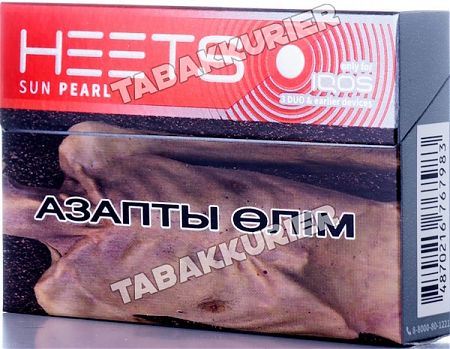 HEETS
SUN PEARL
only for
IQOS
3 DUO & earlier devices
TABAKKURIER
АЗАПТЫ ӨЛІМ
TABAKKURIER
4870216767983